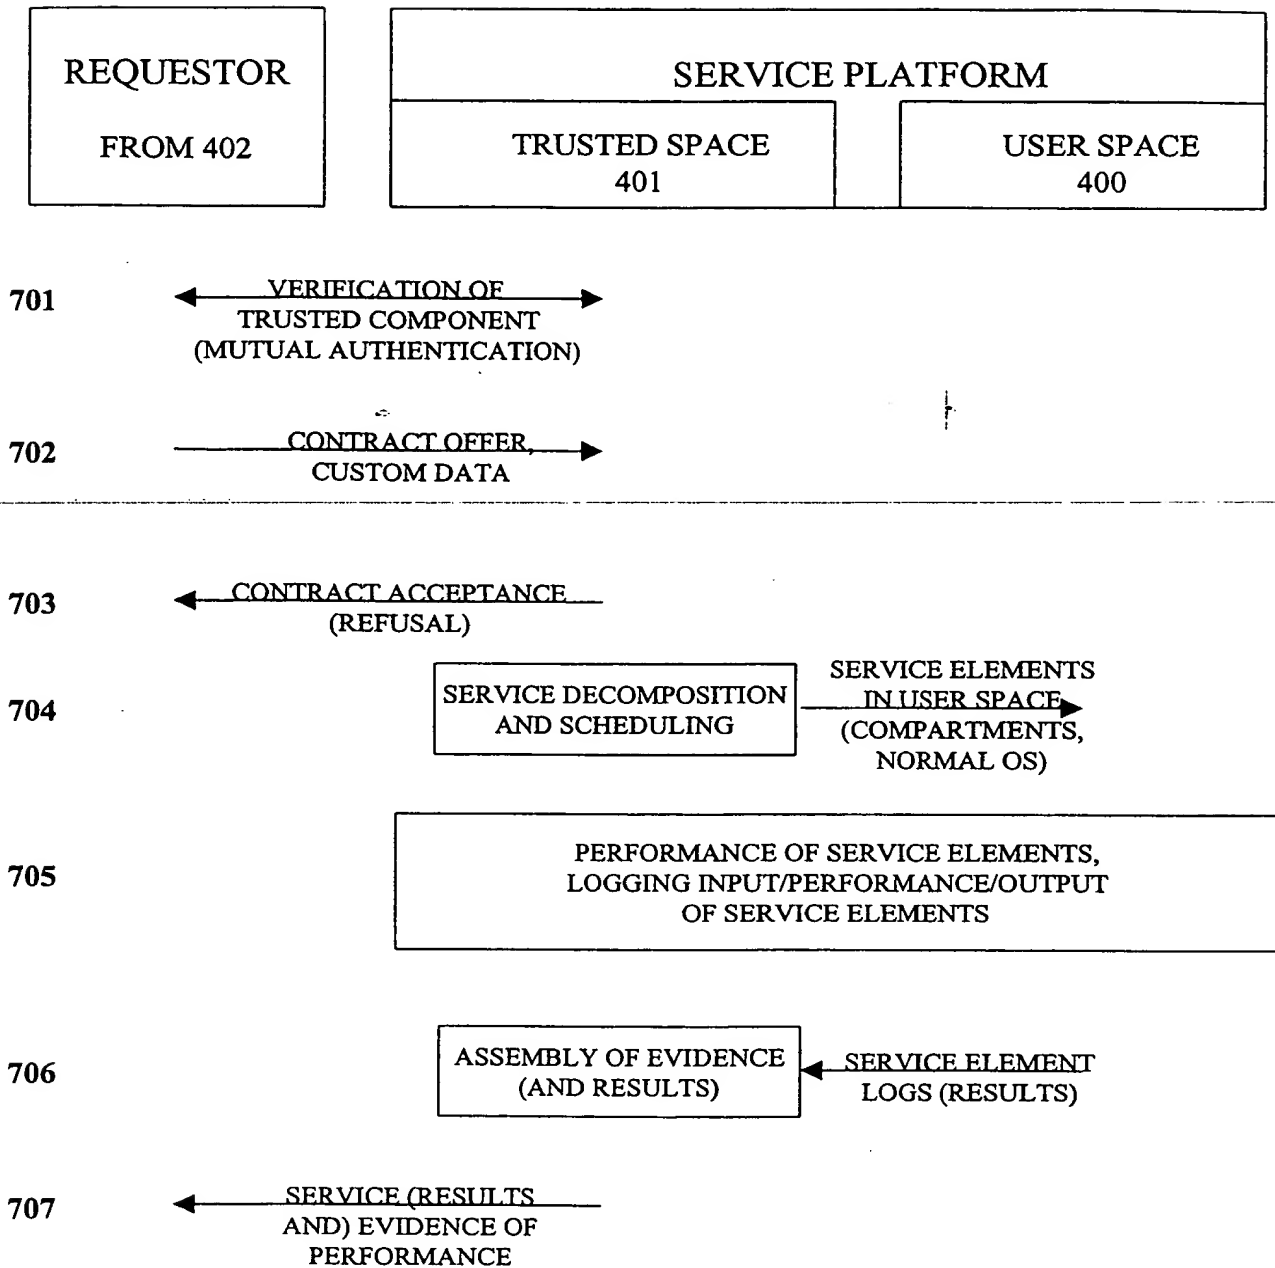 REQUESTOR
FROM 402
SERVICE PLATFORM
TRUSTED SPACE
401
USER SPACE
400
701
VERIFICATION OF
TRUSTED COMPONENT
(MUTUAL AUTHENTICATION)
702
CONTRACT OFFER,
CUSTOM DATA
703
CONTRACT ACCEPTANCE
(REFUSAL)
704
SERVICE DECOMPOSITION
AND SCHEDULING
SERVICE ELEMENTS
IN USER SPACE
(COMPARTMENTS,
NORMAL OS)
705
PERFORMANCE OF SERVICE ELEMENTS,
LOGGING INPUT/PERFORMANCE/OUTPUT
OF SERVICE ELEMENTS
706
ASSEMBLY OF EVIDENCE
(AND RESULTS)
SERVICE ELEMENT
LOGS (RESULTS)
707
SERVICE (RESULTS
AND) EVIDENCE OF
PERFORMANCE